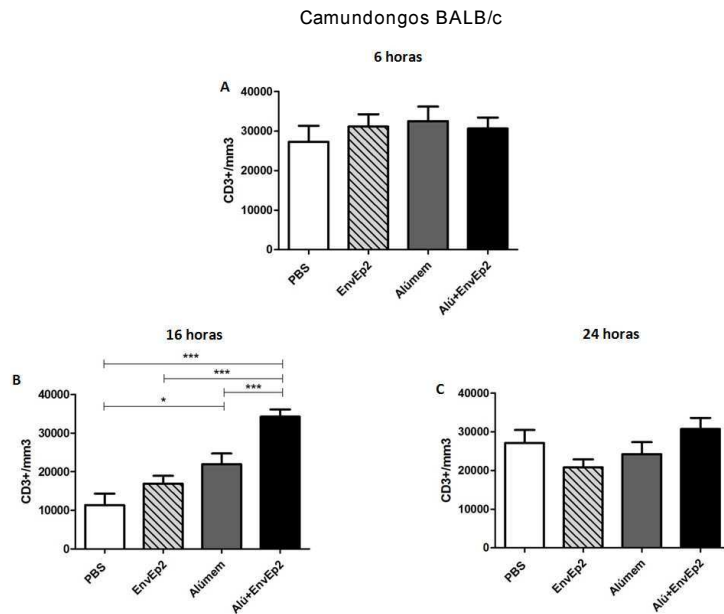 Camundongos BALB/c
6 horas
A
CD3+/mm3
40000
30000
20000
10000
0
PBS
EnvEp2
Alúmem
Alú+EnvEp2
16 horas
B
***
***
***
*
CD3+/mm3
40000
30000
20000
10000
0
PBS
EnvEp2
Alúmem
Alú+EnvEp2
24 horas
C
CD3+/mm3
40000
30000
20000
10000
0
PBS
EnvEp2
Alúmem
Alú+EnvEp2